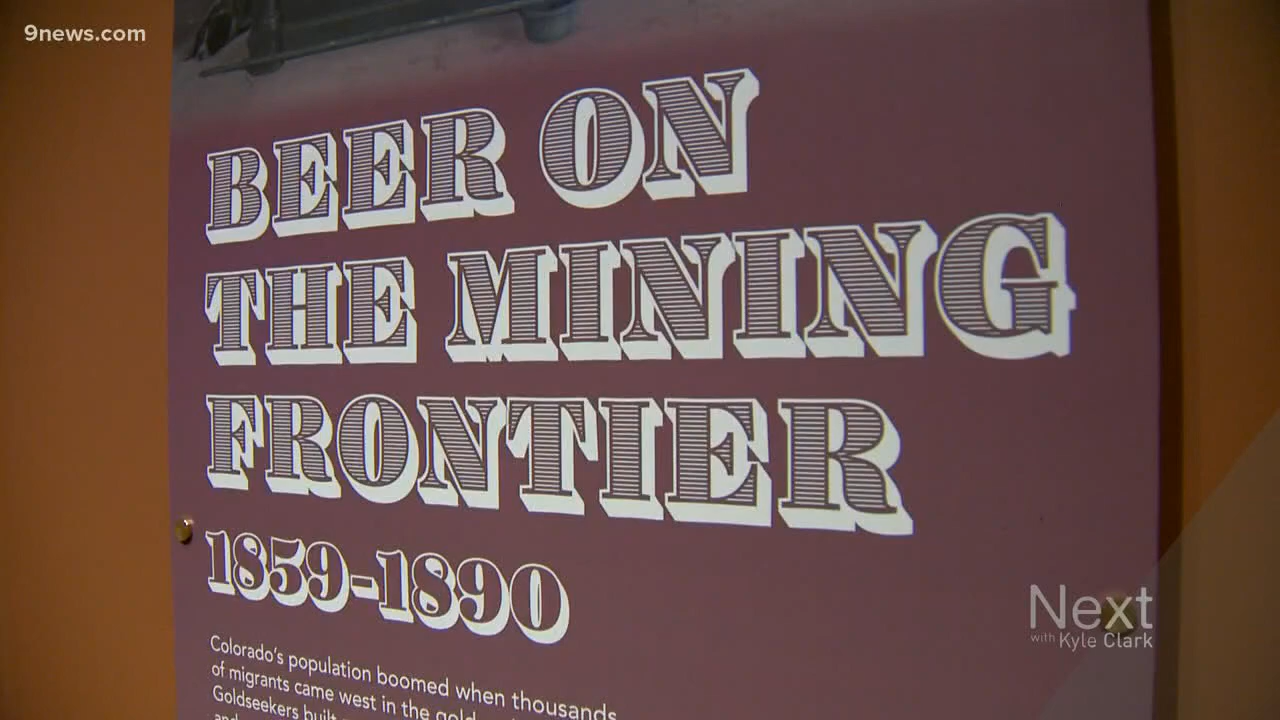 9news.com
BEER ON
THE MINING
FRONTIER
1859-1890
Colorado's population boomed when thousands
of migrants came west in the gold
Goldseekers built
and
Next
with Kyle Clark